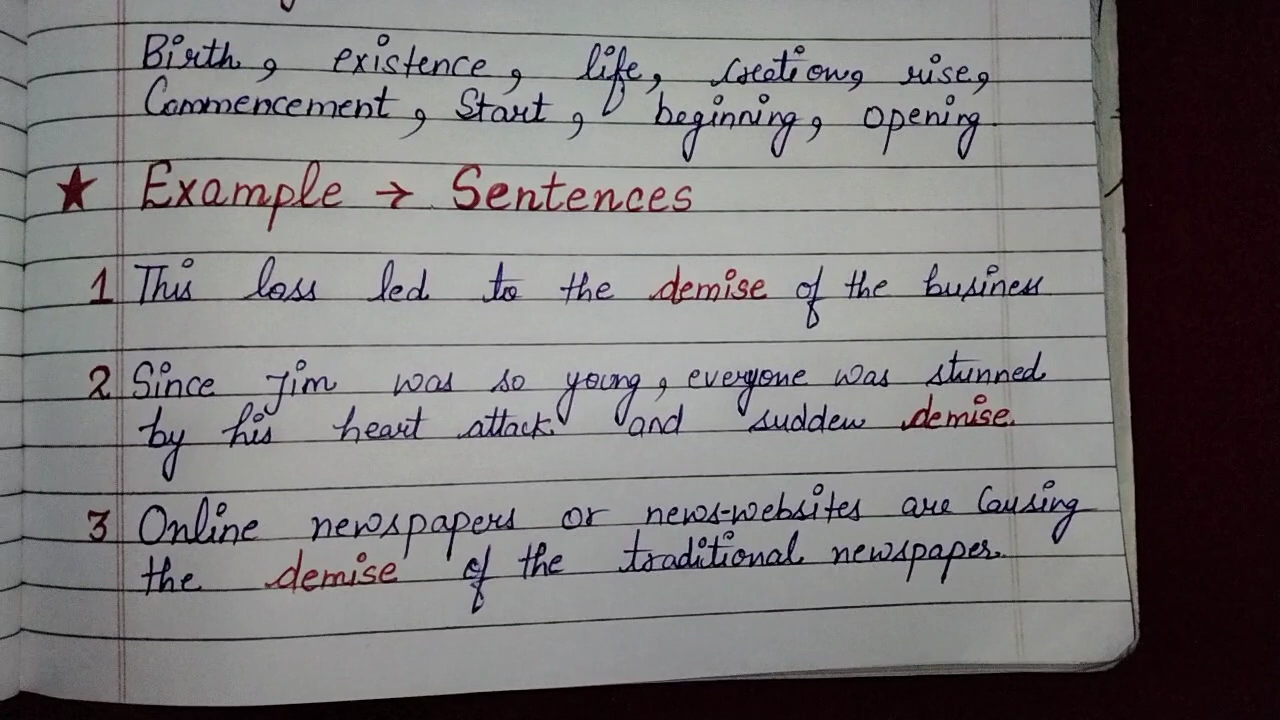 Birth, existence, life, creation, rise,
Commencement, Start, beginning, opening
★ Example → Sentences
1 This loss led to the demise of the business
2 Since Jim was so young, everyone was stunned
by his heart attack and sudden demise.
3 Online newspapers or news-websites are Causing
the demise of the traditional newspaper.